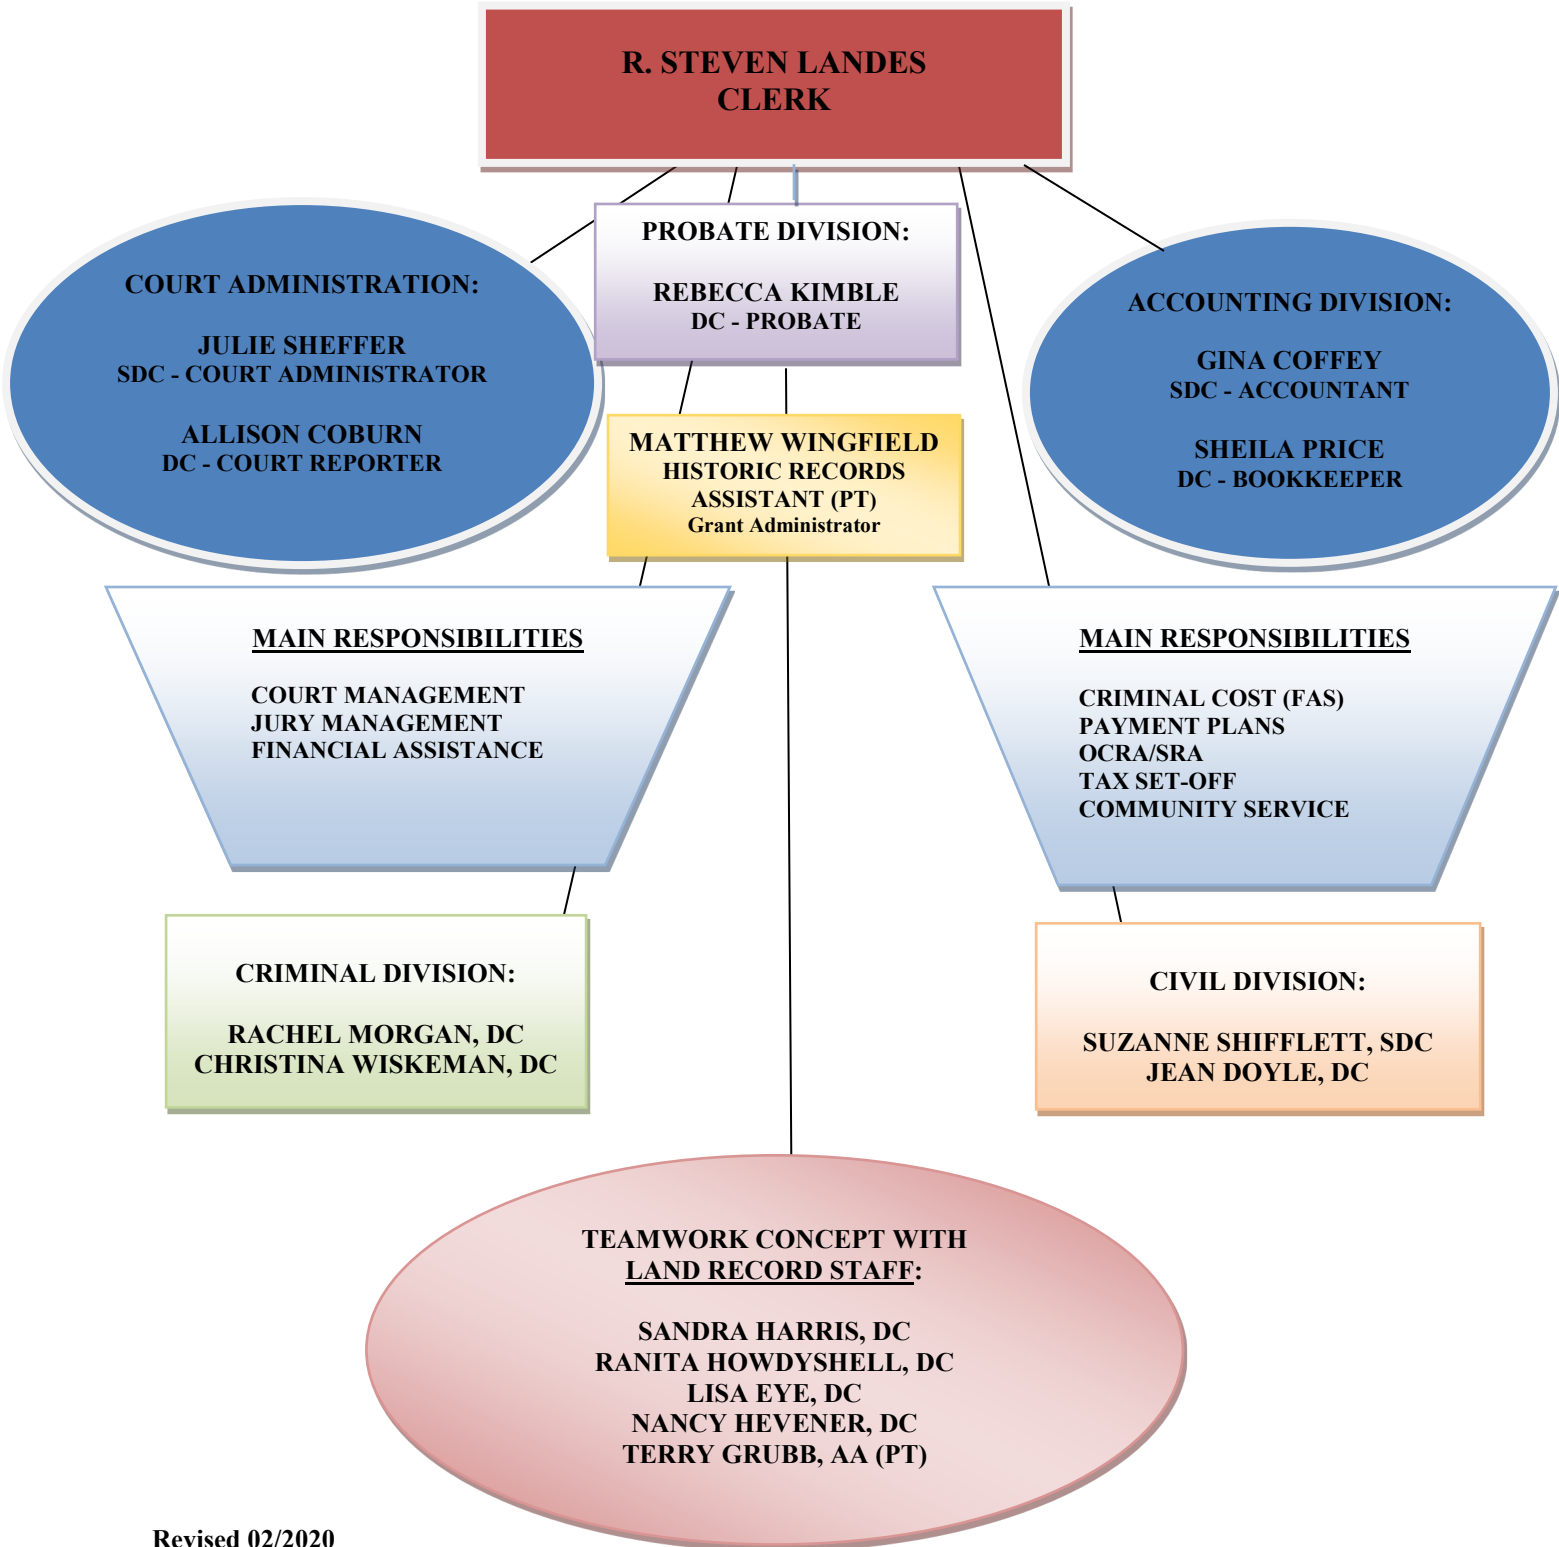 R. STEVEN LANDES
CLERK
COURT ADMINISTRATION:
JULIE SHEFFER
SDC - COURT ADMINISTRATOR
ALLISON COBURN
DC - COURT REPORTER
PROBATE DIVISION:
REBECCA KIMBLE
DC - PROBATE
ACCOUNTING DIVISION:
GINA COFFEY
SDC - ACCOUNTANT
SHEILA PRICE
DC - BOOKKEEPER
MATTHEW WINGFIELD
HISTORIC RECORDS
ASSISTANT (PT)
Grant Administrator
MAIN RESPONSIBILITIES
COURT MANAGEMENT
JURY MANAGEMENT
FINANCIAL ASSISTANCE
MAIN RESPONSIBILITIES
CRIMINAL COST (FAS)
PAYMENT PLANS
OCRA/SRA
TAX SET-OFF
COMMUNITY SERVICE
CRIMINAL DIVISION:
RACHEL MORGAN, DC
CHRISTINA WISKEMAN, DC
CIVIL DIVISION:
SUZANNE SHIFFLETT, SDC
JEAN DOYLE, DC
TEAMWORK CONCEPT WITH
LAND RECORD STAFF:
SANDRA HARRIS, DC
RANITA HOWDYSHELL, DC
LISA EYE, DC
NANCY HEVENER, DC
TERRY GRUBB, AA (PT)
Revised 02/2020